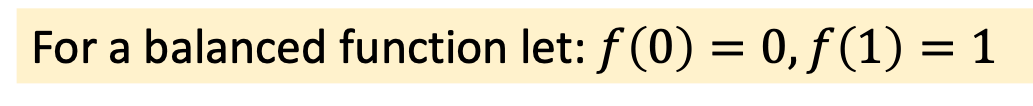 For a balanced function let: f(0) = 0, f(1) = 1